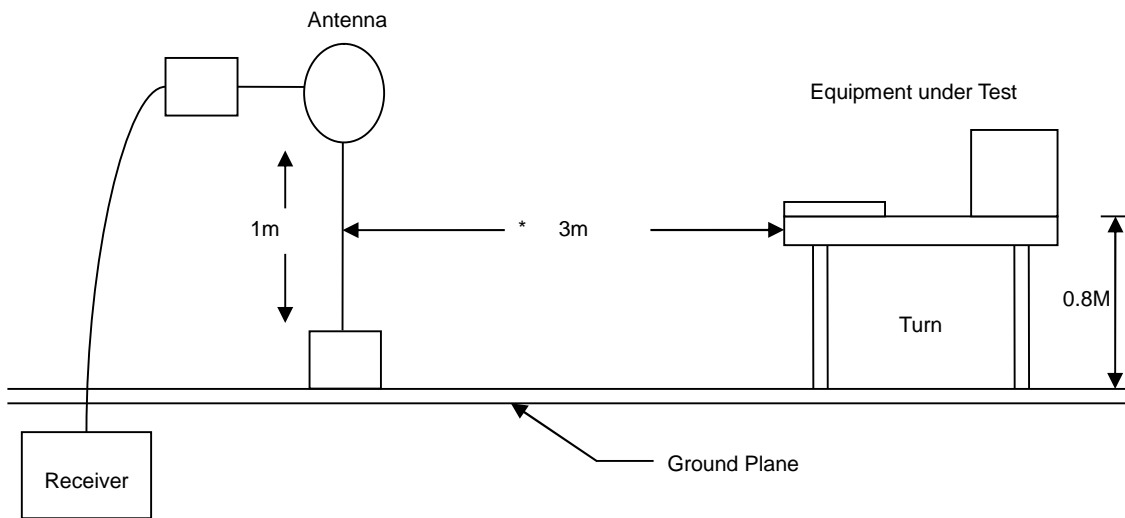 Antenna
Equipment under Test
1m
* 3m
0.8M
Turn
Ground Plane
Receiver